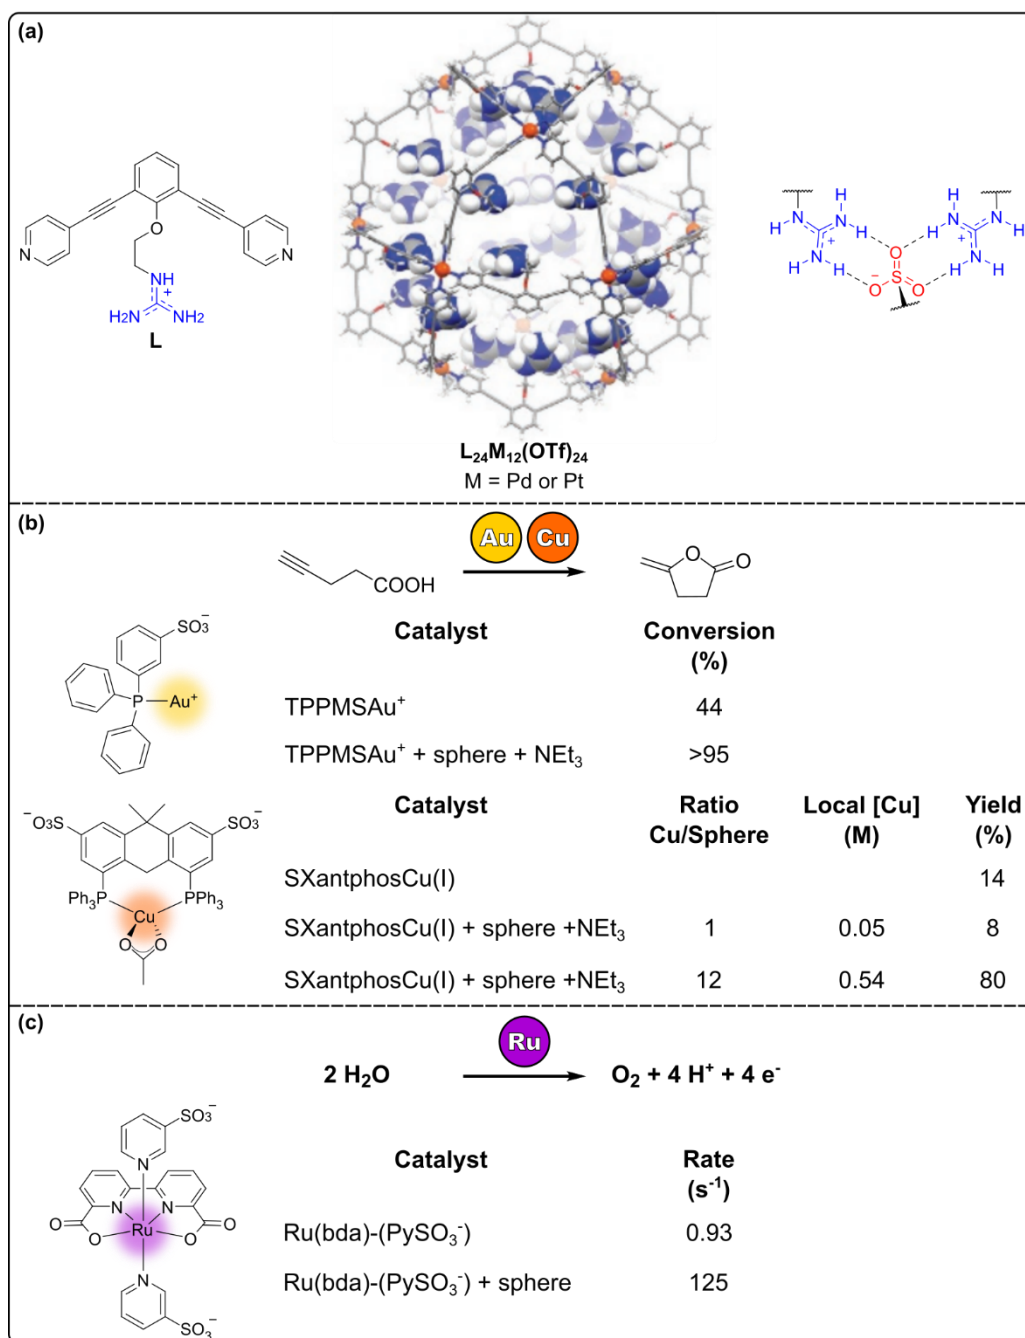 (a)
N
N
O
NH
+
H2N
NH2
L
L24M12(OTf)24
M = Pd or Pt
H H H H
N N H H N N
+ H +
N O N
H H H H
− S
O O
(b)
Au Cu
COOH
O O
SO3−
P Au+
Catalyst Conversion
(%)
TPPMSAu+ 44
TPPMSAu+ + sphere + NEt3 >95
−O3S SO3−
Ph3P PPh3
Cu
O O
Catalyst Ratio Local [Cu] Yield
Cu/Sphere (M) (%)
SXantphosCu(I) 14
SXantphosCu(I) + sphere +NEt3 1 0.05 8
SXantphosCu(I) + sphere +NEt3 12 0.54 80
(c)
Ru
2 H2O O2 + 4 H+ + 4 e-
SO3−
N
N N
O Ru O
O O
N
SO3−
Catalyst Rate
(s-1)
Ru(bda)-(PySO3−) 0.93
Ru(bda)-(PySO3−) + sphere 125